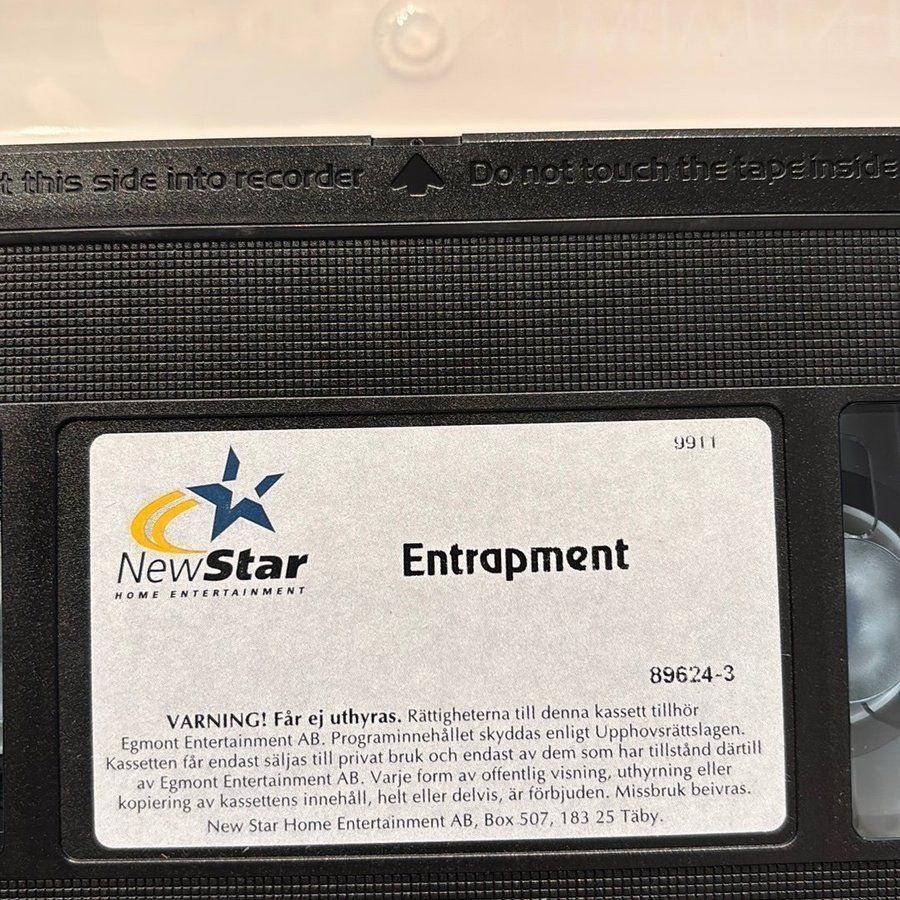 t this side into recorder Do not touch the tape inside
9911
NewStar
HOME ENTERTAINMENT
Entrapment
89624-3
VARNING! Får ej uthyras. Rättigheterna till denna kassett tillhör
Egmont Entertainment AB. Programinnehållet skyddas enligt Upphovsrättslagen.
Kassetten får endast säljas till privat bruk och endast av dem som har tillstånd därtill
av Egmont Entertainment AB. Varje form av offentlig visning, uthyrning eller
kopiering av kassettens innehåll, helt eller delvis, är förbjuden. Missbruk beivras.
New Star Home Entertainment AB, Box 507, 183 25 Täby.